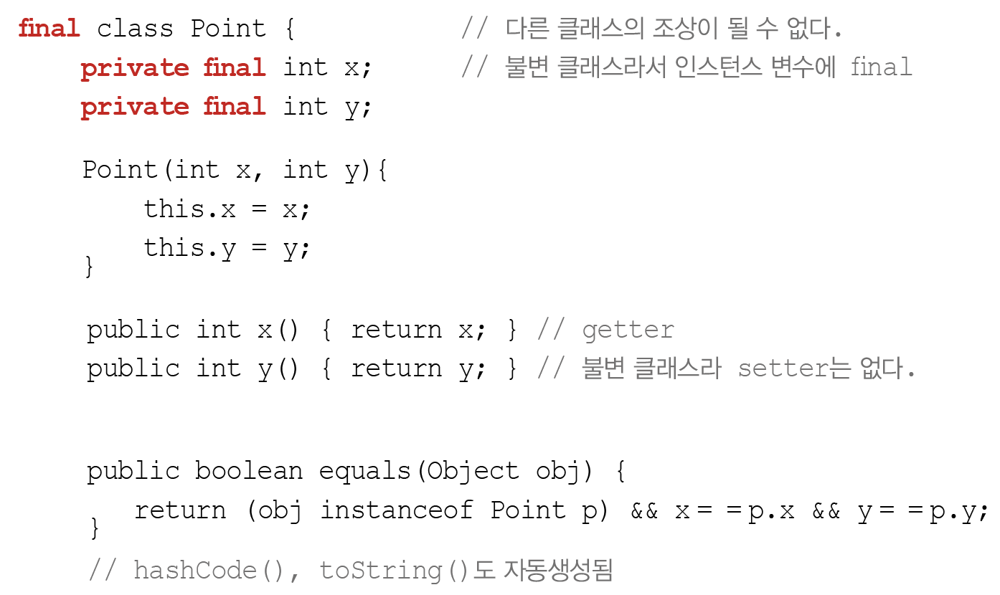 final class Point { // 다른 클래스의 조상이 될 수 없다.
private final int x; // 불변 클래스라서 인스턴스 변수에 final
private final int y;
Point(int x, int y){
this.x = x;
this.y = y;
}
public int x() { return x; } // getter
public int y() { return y; } // 불변 클래스라 setter는 없다.
public boolean equals(Object obj) {
return (obj instanceof Point p) && x = = p.x && y = = p.y;
}
// hashCode(), toString()도 자동생성됨